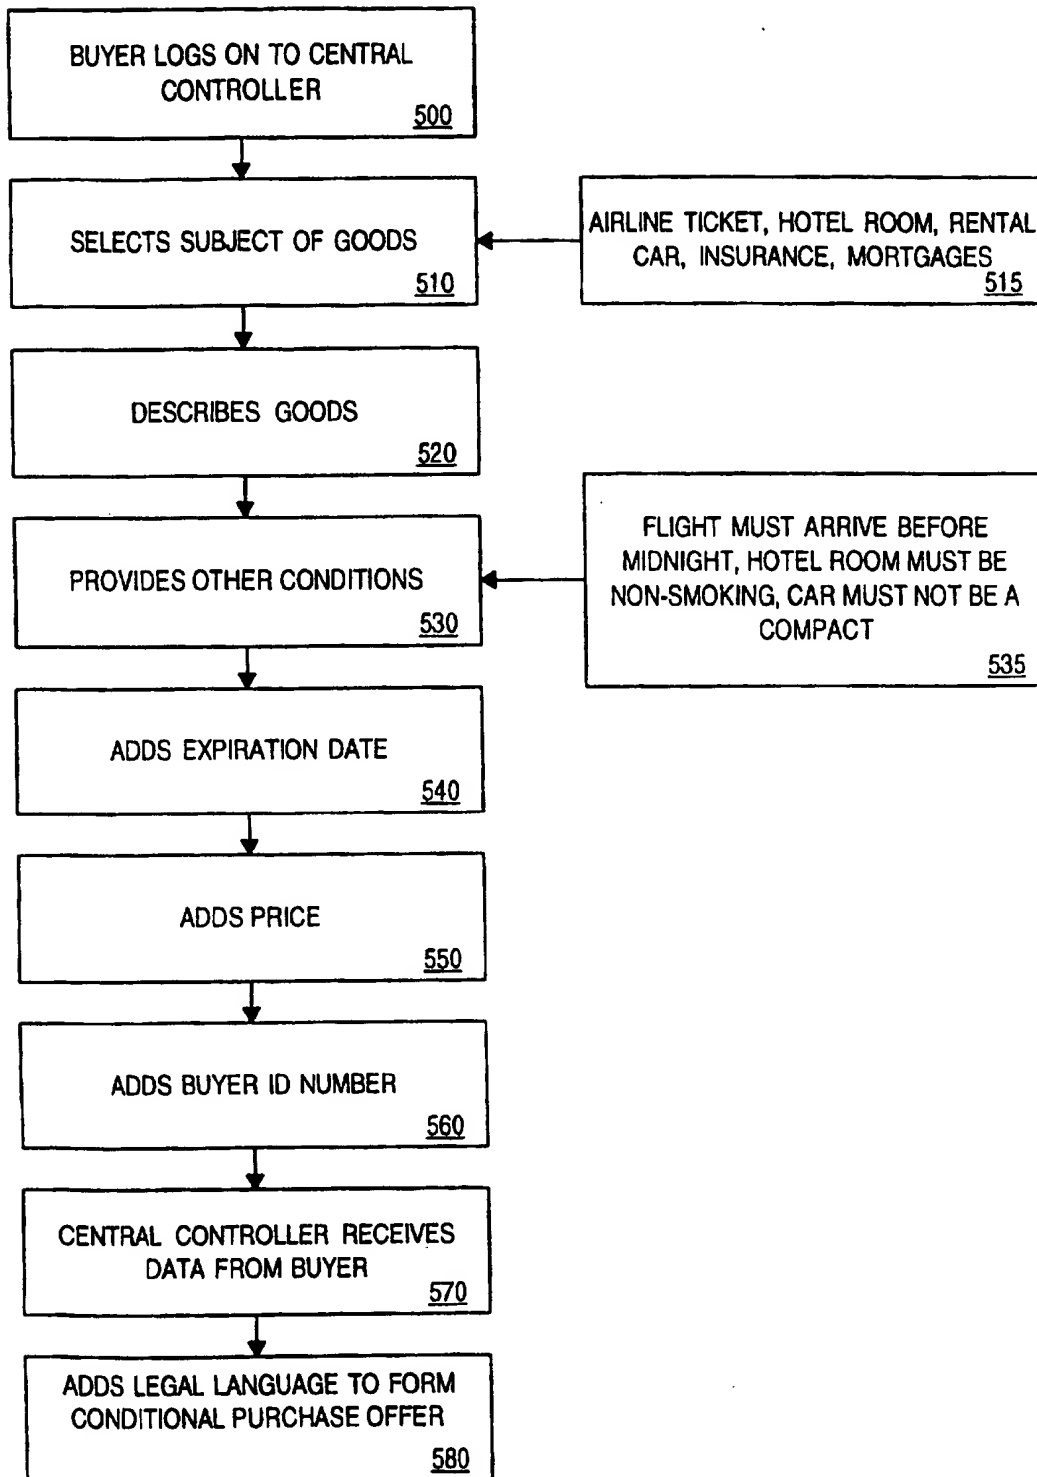 BUYER LOGS ON TO CENTRAL
CONTROLLER
500
SELECTS SUBJECT OF GOODS
510
AIRLINE TICKET, HOTEL ROOM, RENTAL
CAR, INSURANCE, MORTGAGES
515
DESCRIBES GOODS
520
PROVIDES OTHER CONDITIONS
530
FLIGHT MUST ARRIVE BEFORE
MIDNIGHT, HOTEL ROOM MUST BE
NON-SMOKING, CAR MUST NOT BE A
COMPACT
535
ADDS EXPIRATION DATE
540
ADDS PRICE
550
ADDS BUYER ID NUMBER
560
CENTRAL CONTROLLER RECEIVES
DATA FROM BUYER
570
ADDS LEGAL LANGUAGE TO FORM
CONDITIONAL PURCHASE OFFER
580